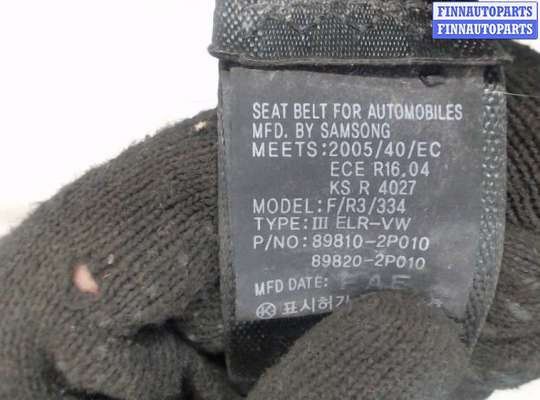 FINNAUTOPARTS
FINNAUTOPARTS
SEAT BELT FOR AUTOMOBILES
MFD. BY SAMSONG
MEETS:2005/40/EC
ECE R16.04
KS R 4027
MODEL:F/R3/334
TYPE:III ELR-VW
P/NO:89810-2P010
89820-2P010
MFD DATE: EAE
Ⓚ 표시허가